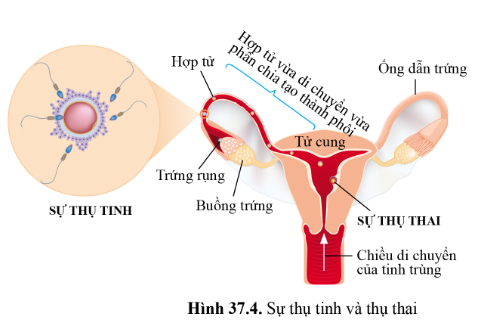 Hợp tử vừa di chuyển vừa
phân chia tạo thành phôi
Hợp tử
Ống dẫn trứng
Tử cung
Trứng rụng
Buồng trứng
SỰ THỤ TINH
SỰ THỤ THAI
Chiều di chuyển
của tinh trùng
Hình 37.4. Sự thụ tinh và thụ thai